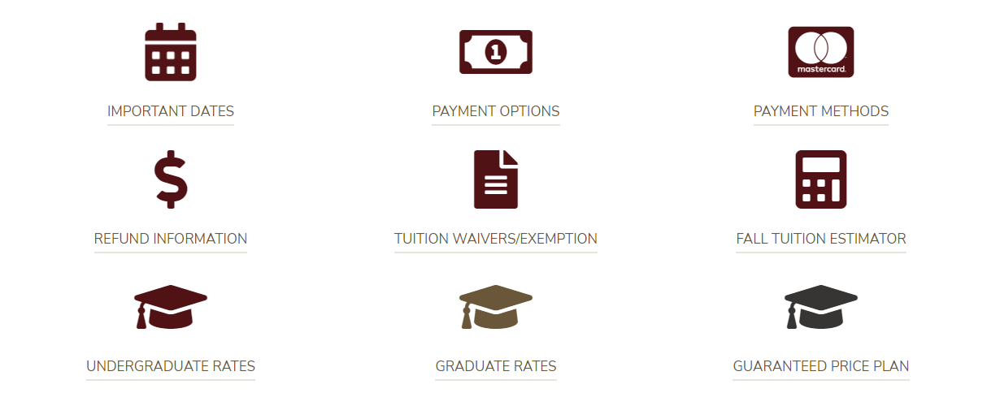 1
mastercard.
IMPORTANT DATES
PAYMENT OPTIONS
PAYMENT METHODS
REFUND INFORMATION
TUITION WAIVERS/EXEMPTION
FALL TUITION ESTIMATOR
UNDERGRADUATE RATES
GRADUATE RATES
GUARANTEED PRICE PLAN